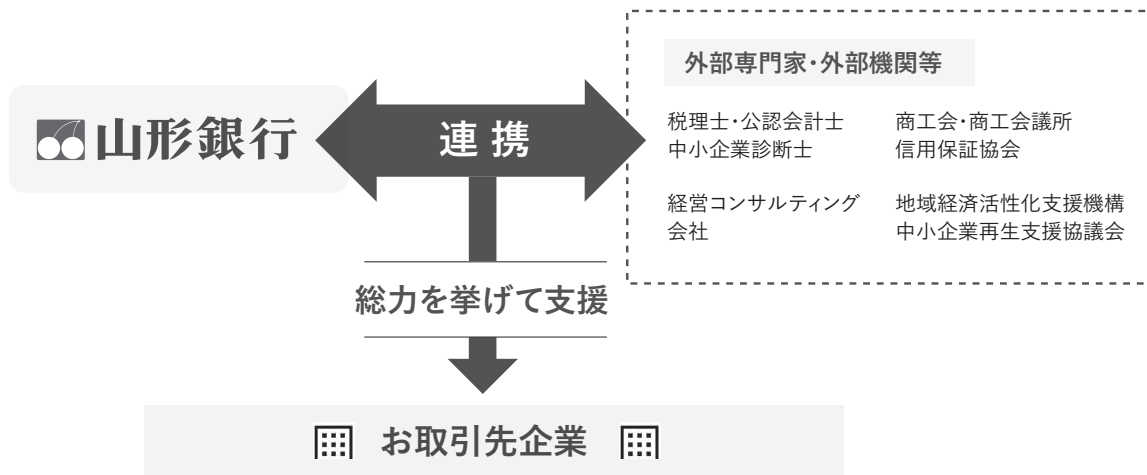 山形銀行
連携
外部専門家・外部機関等
税理士・公認会計士
中小企業診断士
商工会・商工会議所
信用保証協会
経営コンサルティング
会社
地域経済活性化支援機構
中小企業再生支援協議会
総力を挙げて支援
お取引先企業